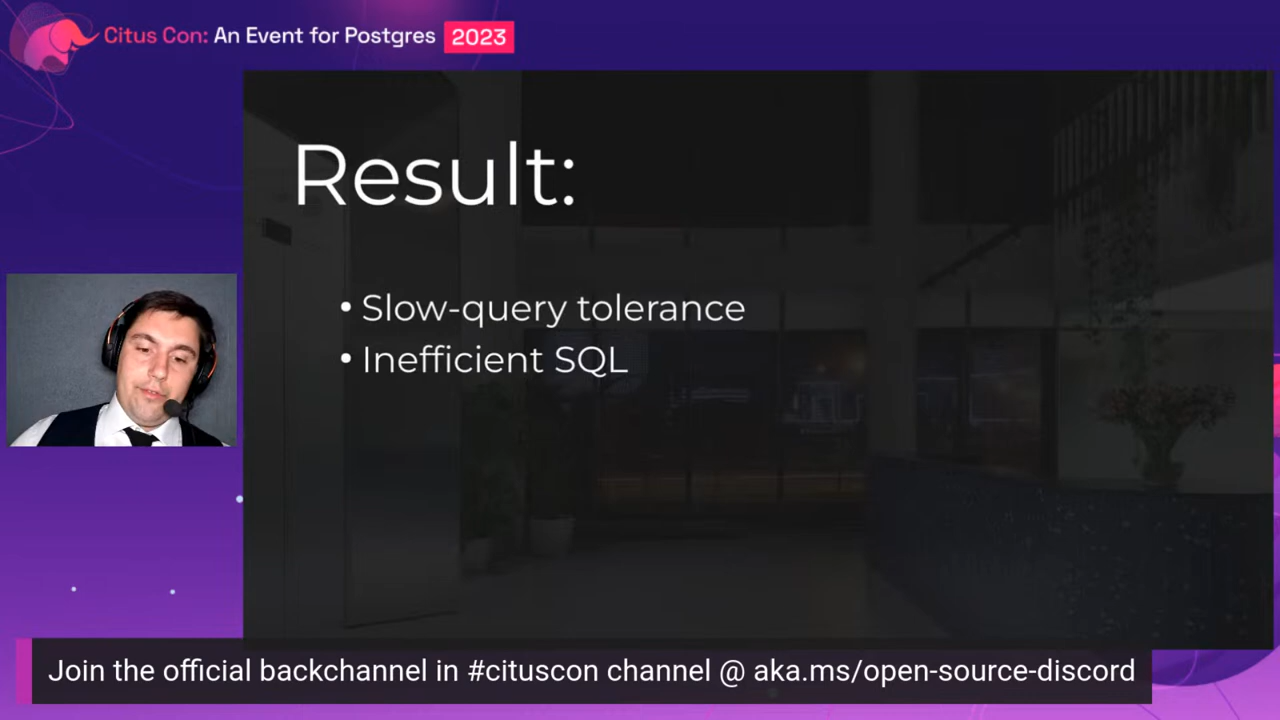 Citus Con: An Event for Postgres 2023
Result:
• Slow-query tolerance
• Inefficient SQL
Join the official backchannel in #cituscon channel @ aka.ms/open-source-discord